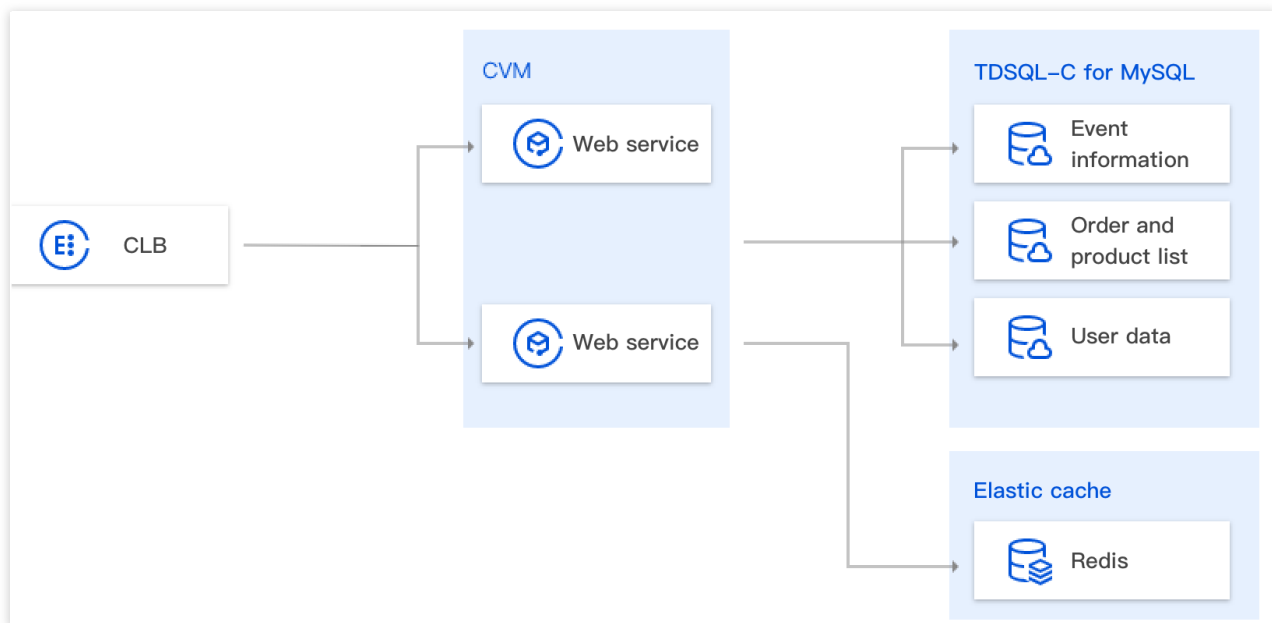 CLB
CVM
Web service
Web service
TDSQL-C for MySQL
Event
information
Order and
product list
User data
Elastic cache
Redis